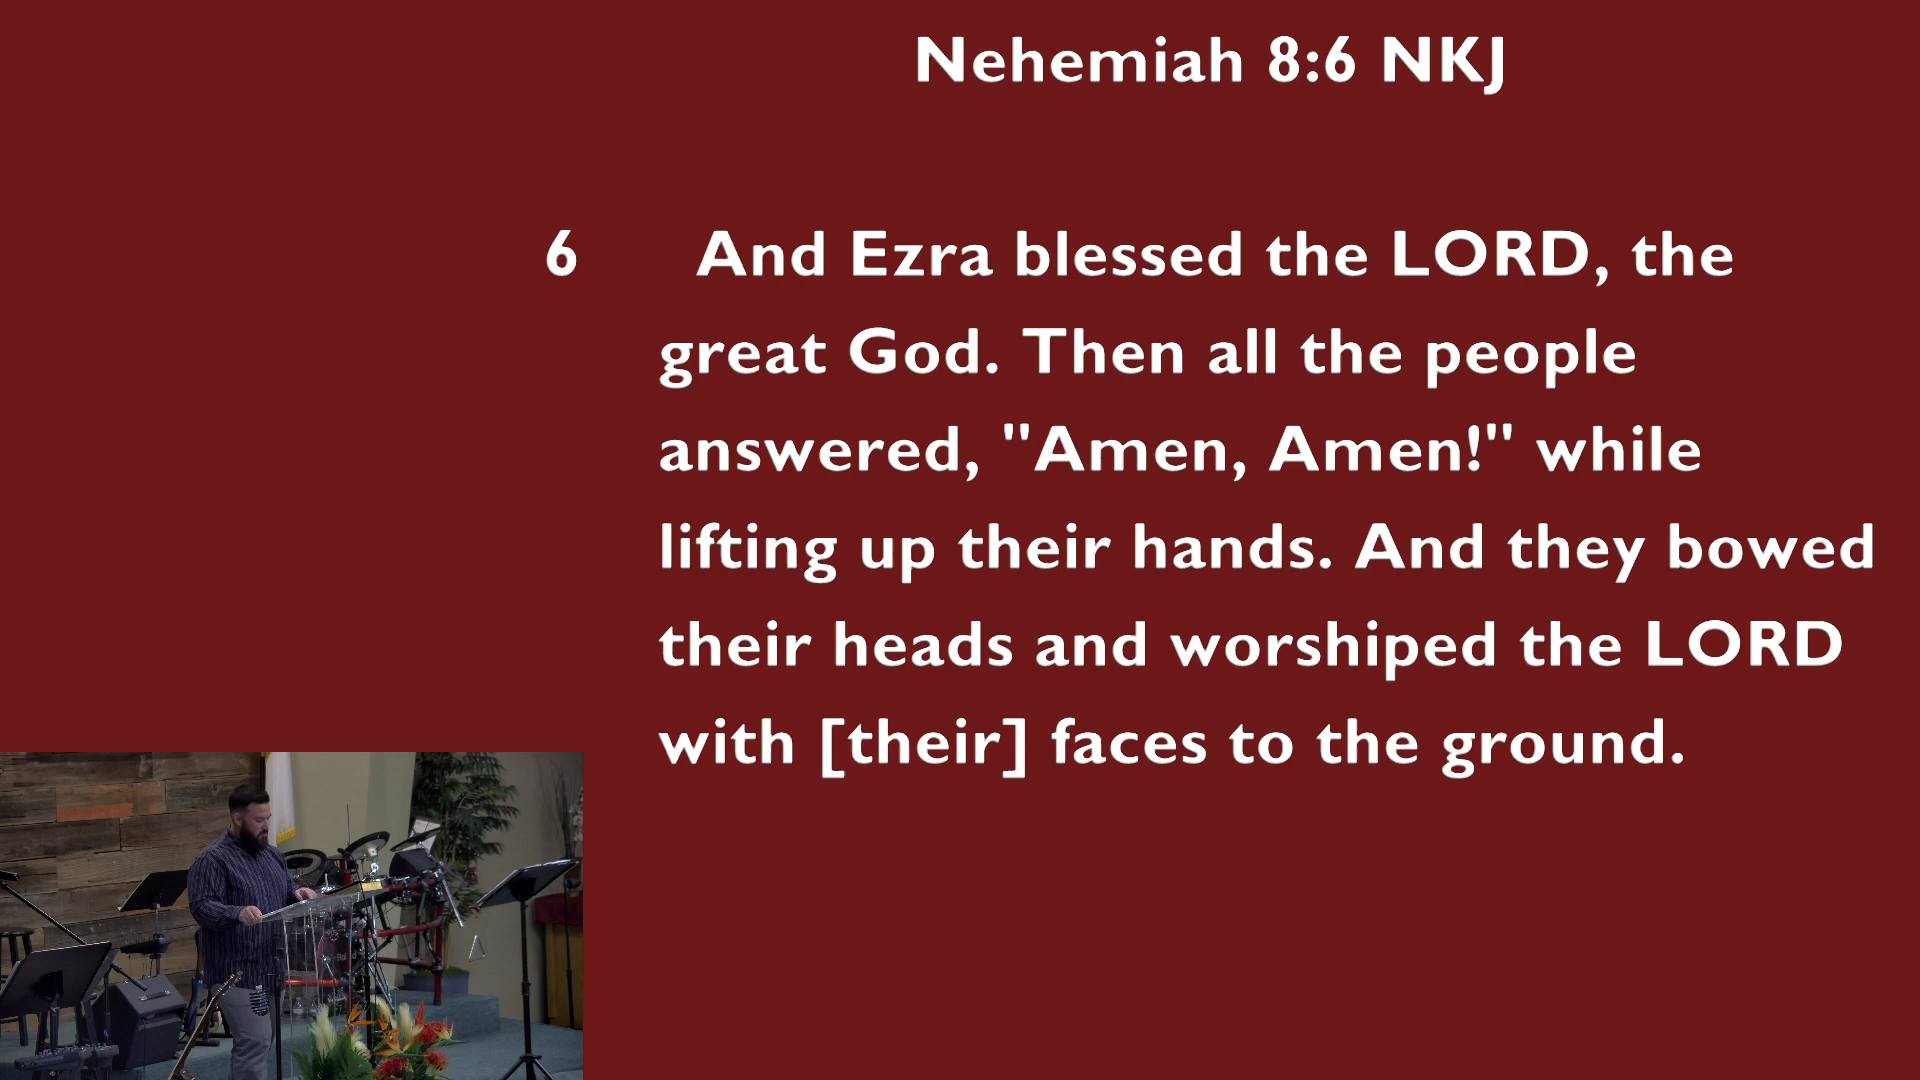 Nehemiah 8:6 NKJ
6 And Ezra blessed the LORD, the
great God. Then all the people
answered, "Amen, Amen!" while
lifting up their hands. And they bowed
their heads and worshiped the LORD
with [their] faces to the ground.
Roland